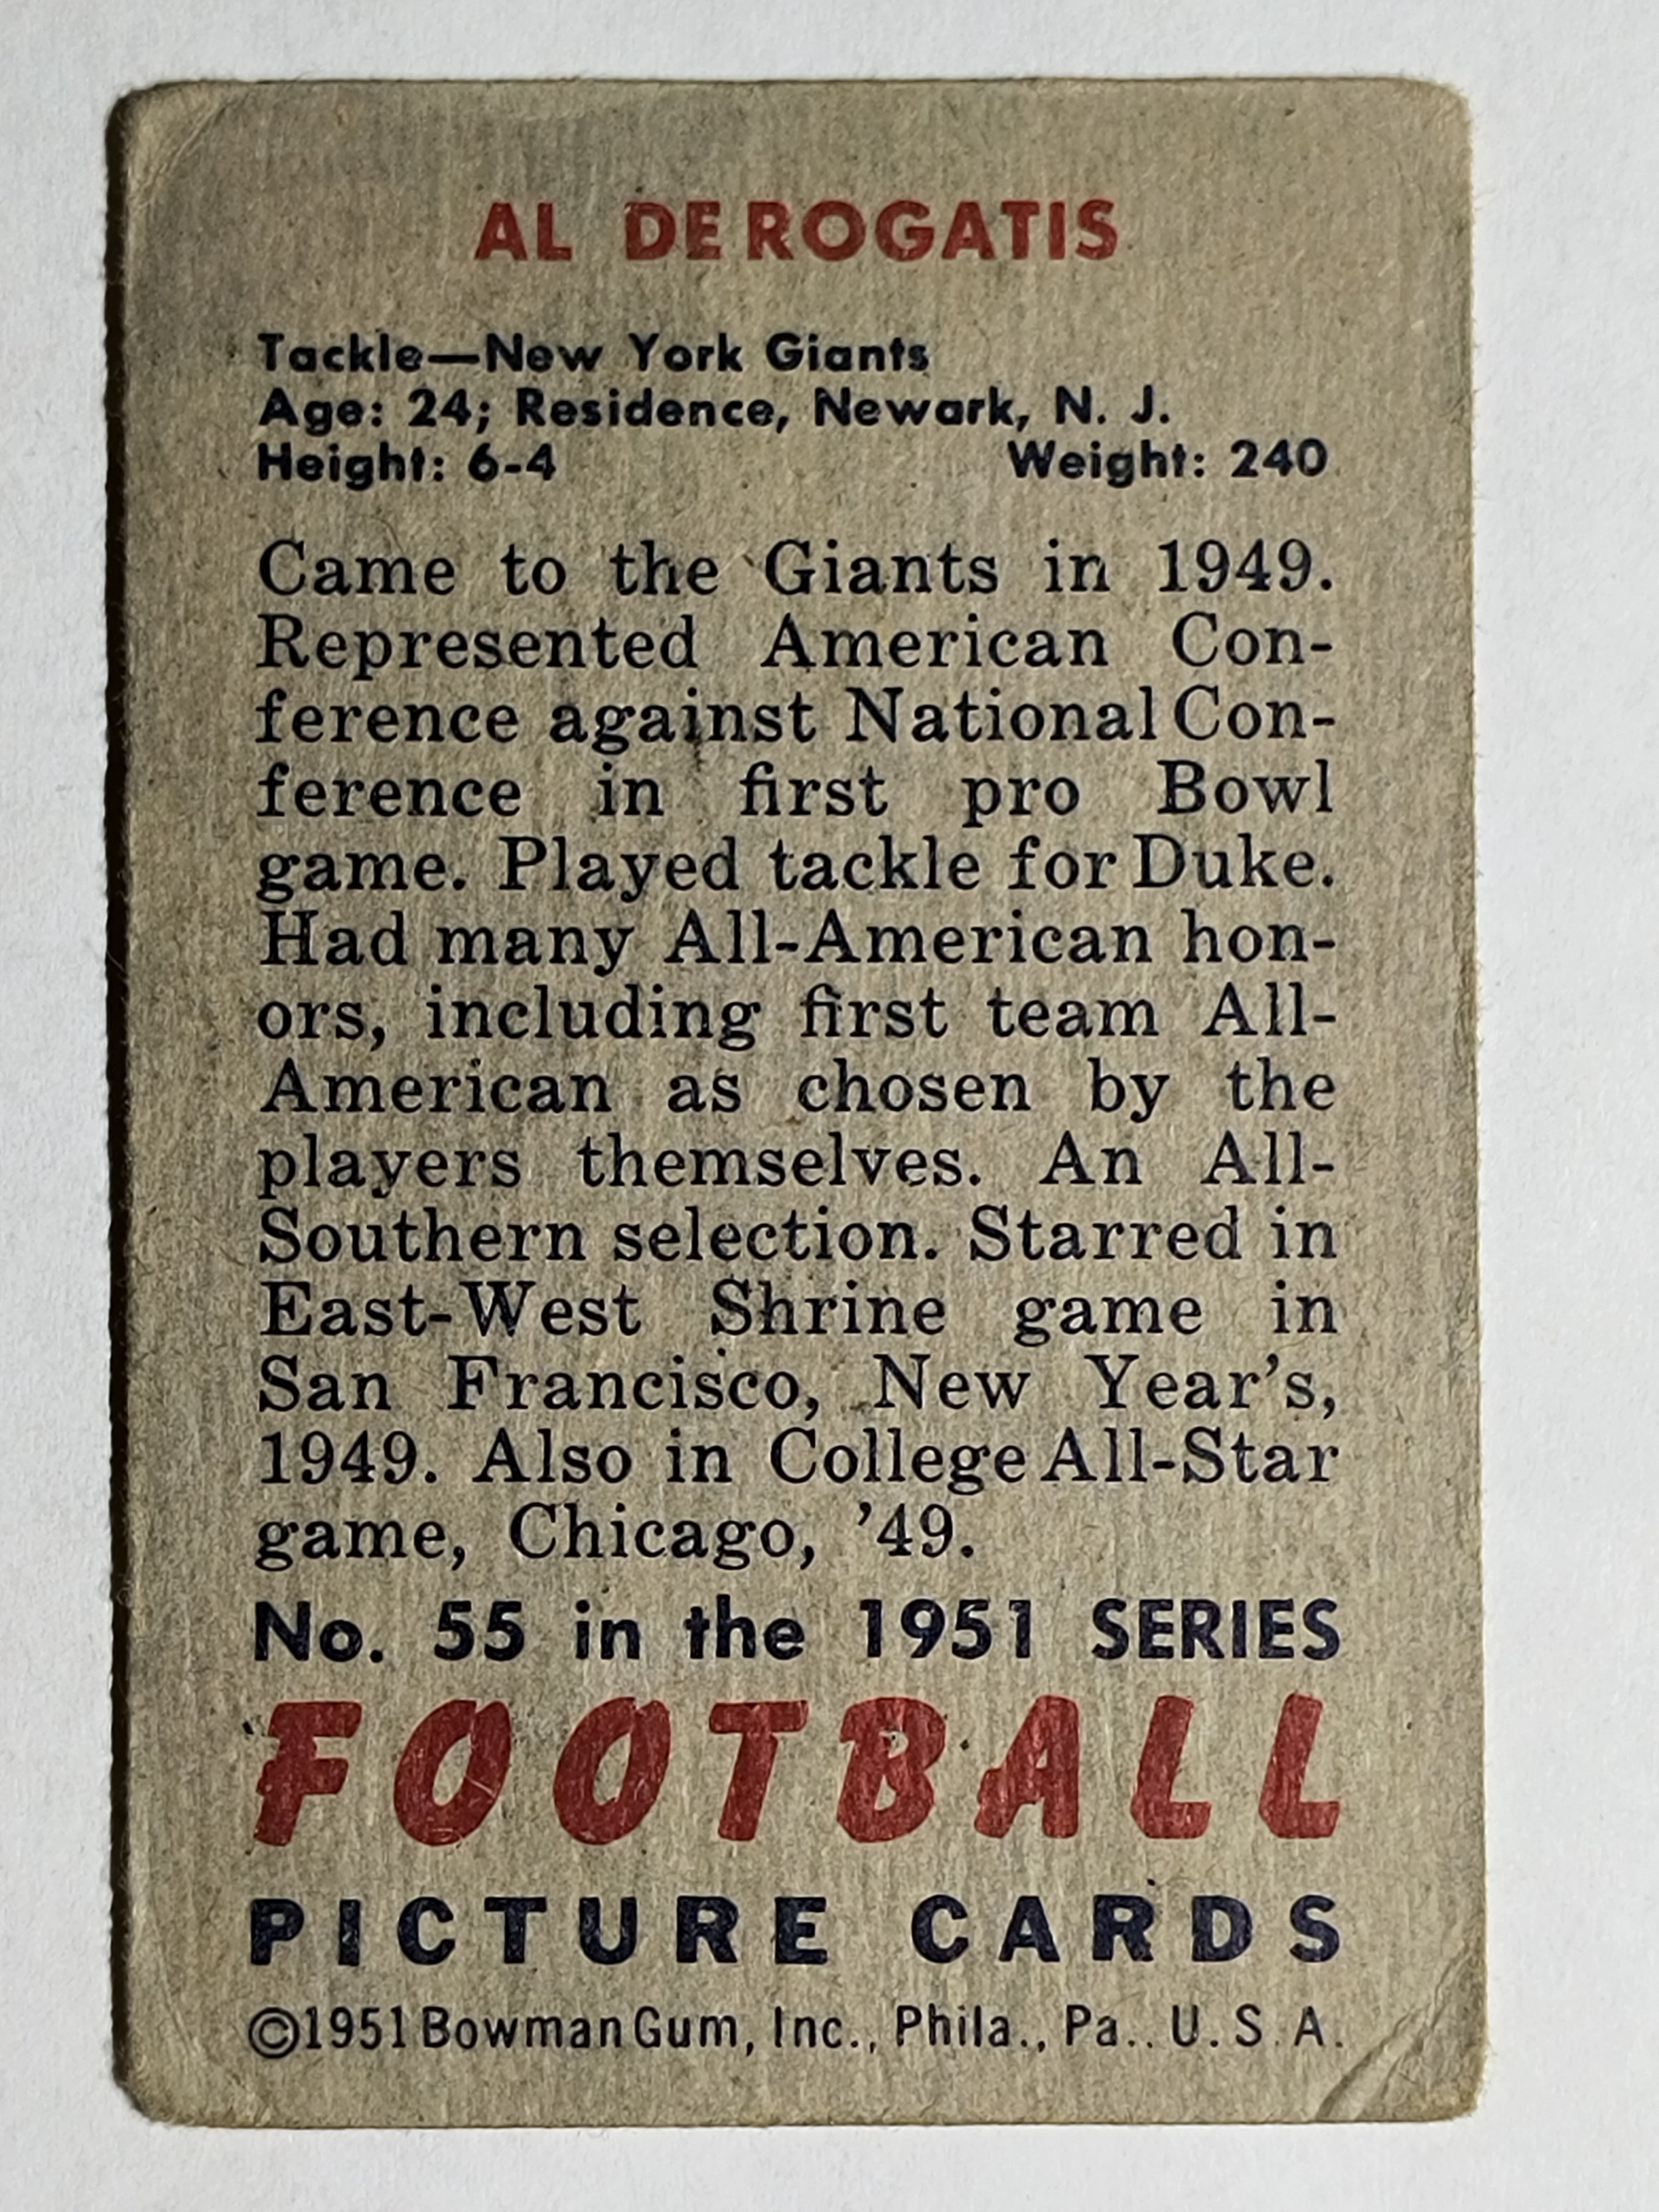 AL DE ROGATIS
Tackle—New York Giants
Age: 24; Residence, Newark, N. J.
Height: 6-4 Weight: 240
Came to the Giants in 1949.
Represented American Con-
ference against National Con-
ference in first pro Bowl
game. Played tackle for Duke.
Had many All-American hon-
ors, including first team All-
American as chosen by the
players themselves. An All-
Southern selection. Starred in
East-West Shrine game in
San Francisco, New Year's,
1949. Also in College All-Star
game, Chicago, '49.
No. 55 in the 1951 SERIES
FOOTBALL
PICTURE CARDS
©1951 Bowman Gum, Inc., Phila., Pa., U. S. A.